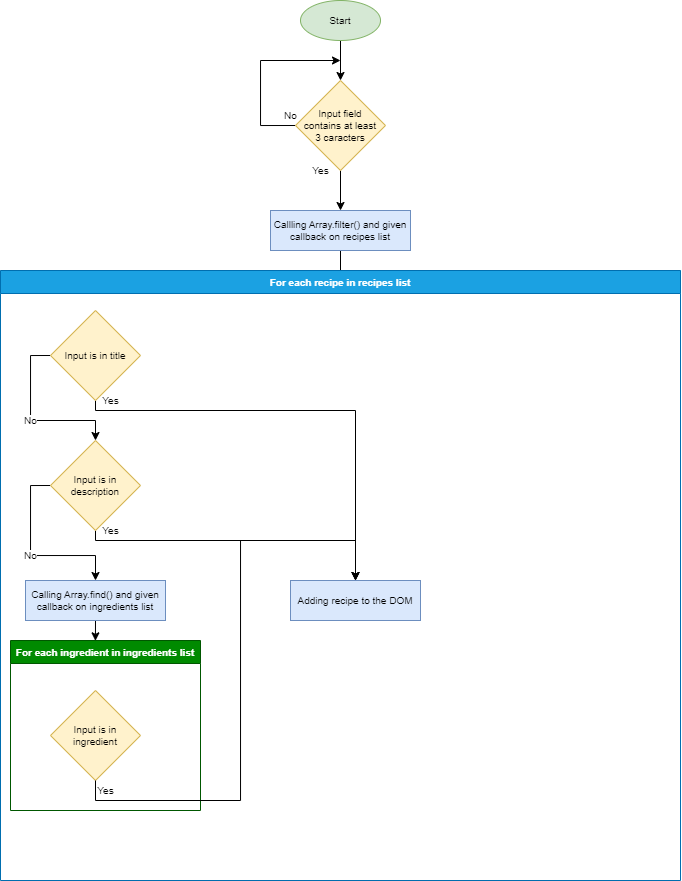 Start
No
Input field
contains at least
3 caracters
Yes
Callling Array.filter() and given
callback on recipes list
For each recipe in recipes list
Input is in title
Yes
No
Input is in
description
Yes
No
Calling Array.find() and given
callback on ingredients list
Adding recipe to the DOM
For each ingredient in ingredients list
Input is in
ingredient
Yes